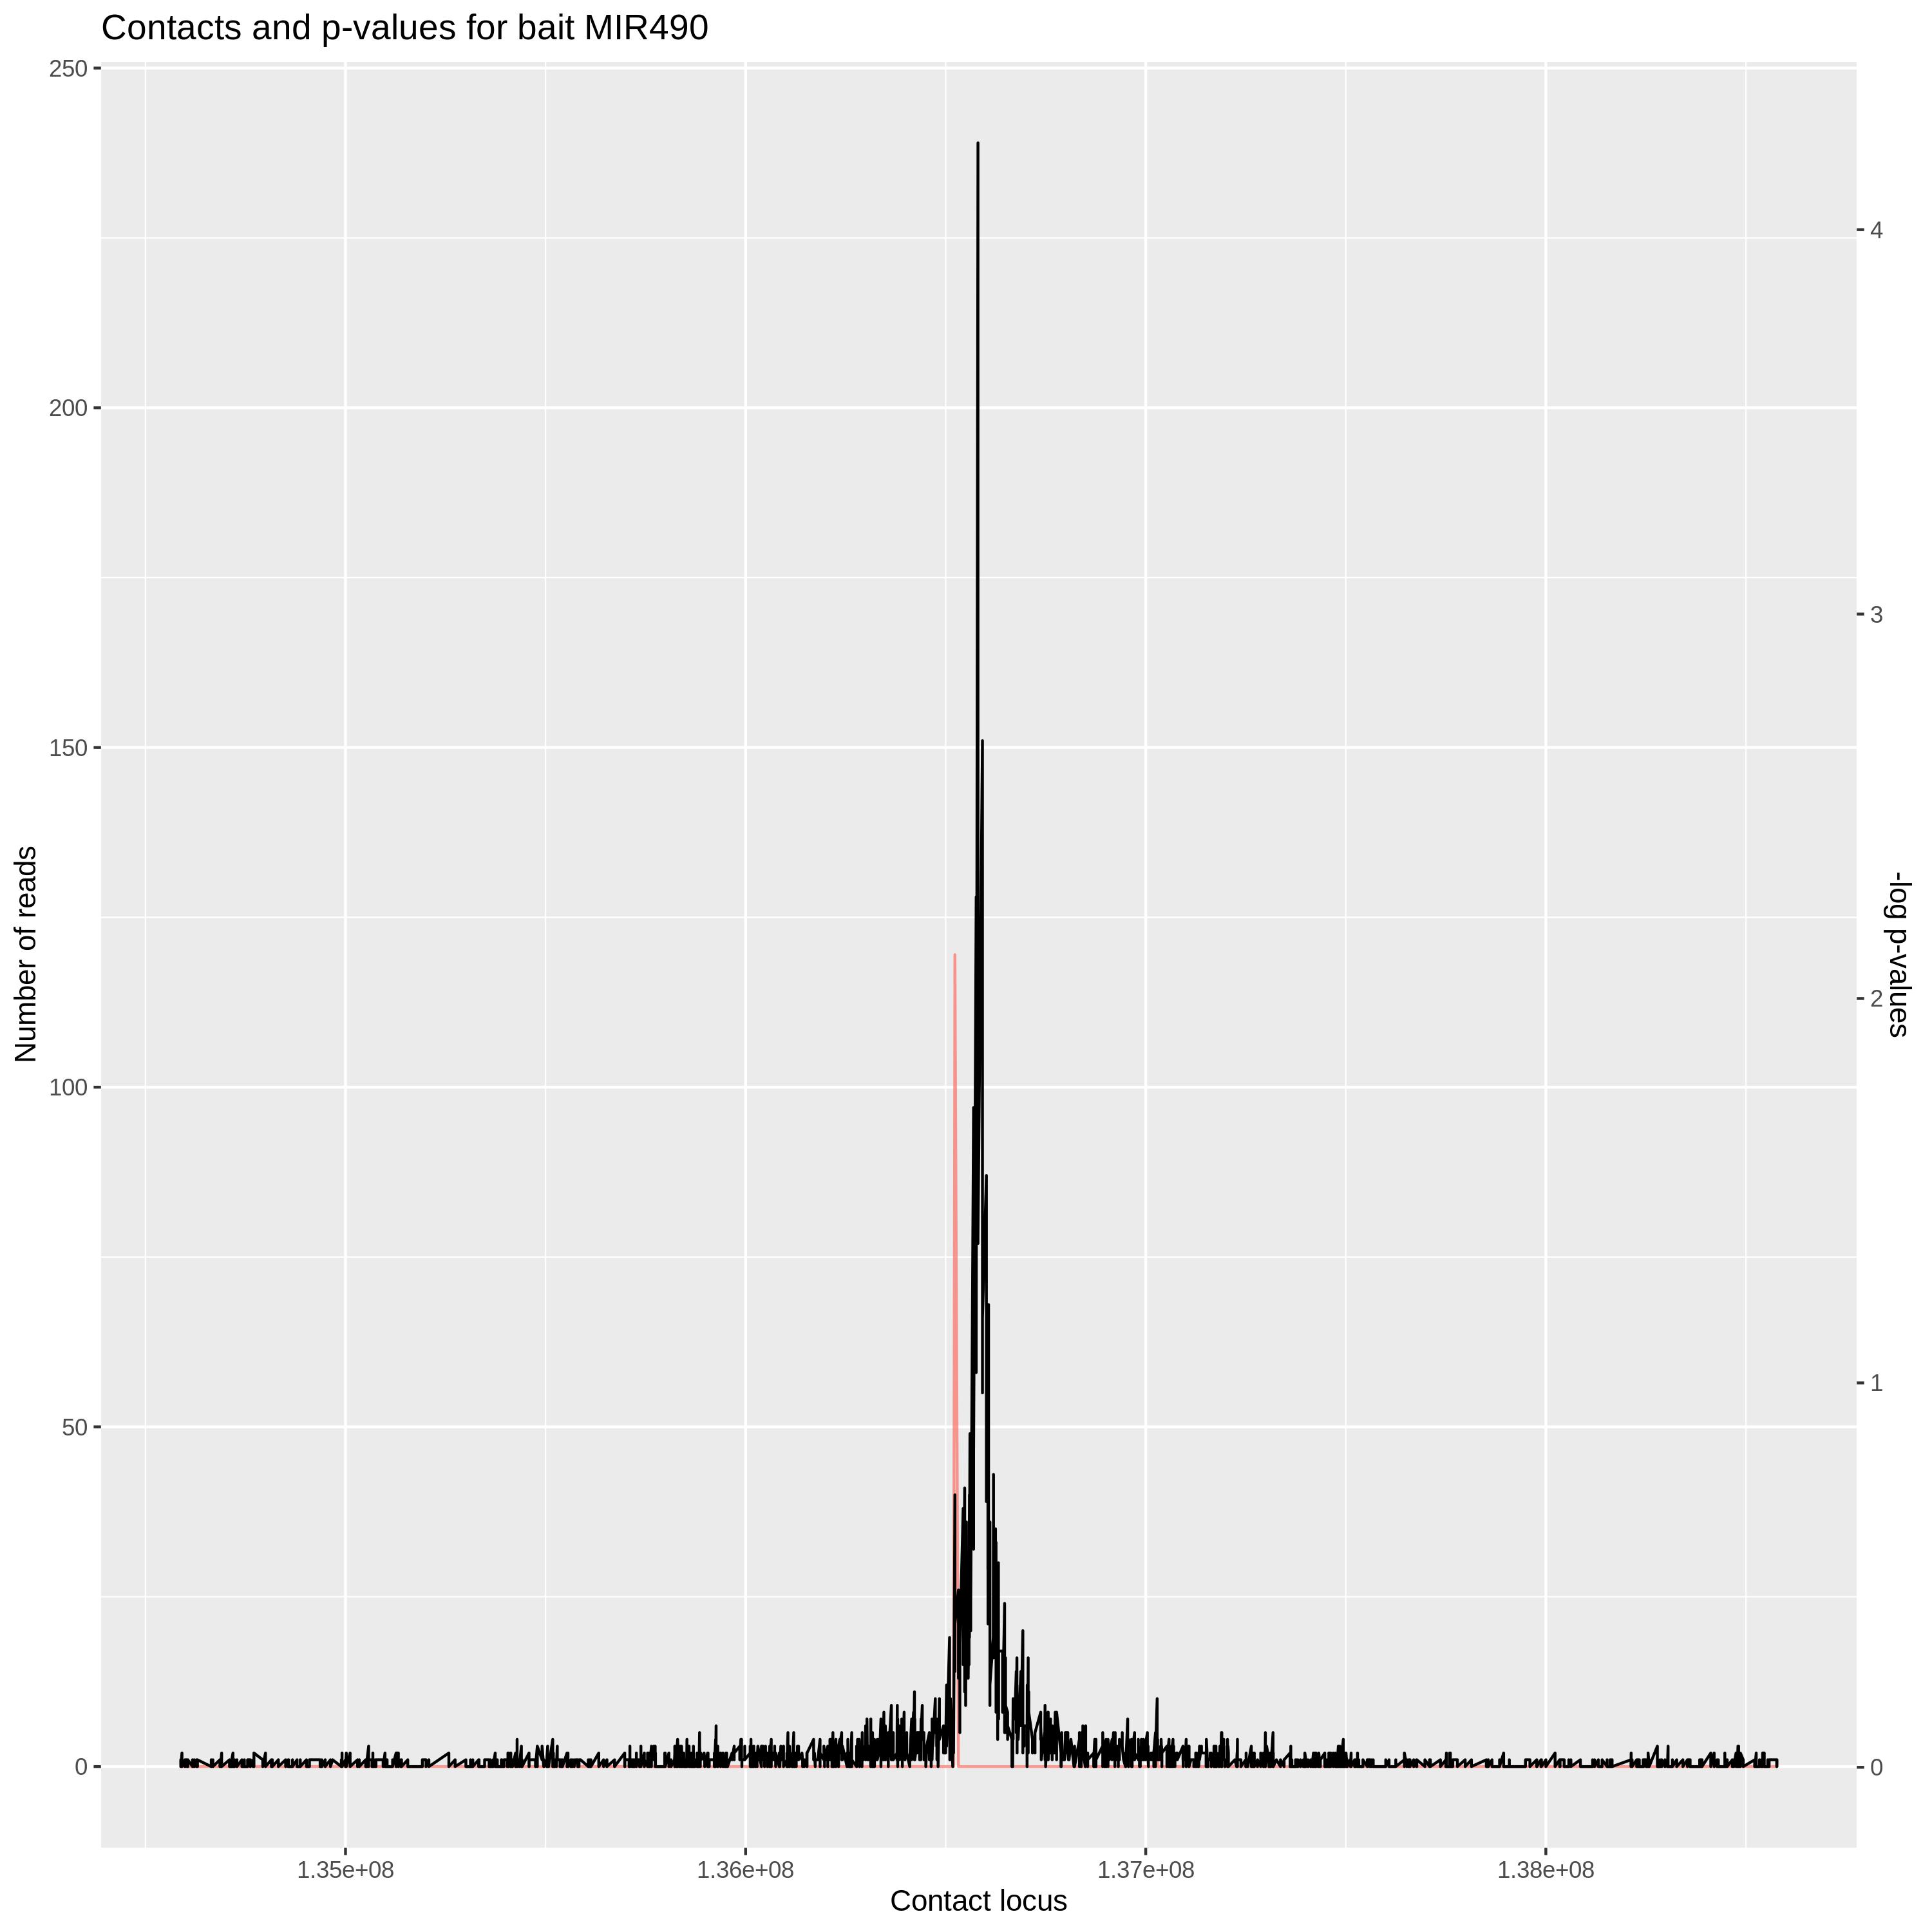 Contacts and p-values for bait MIR490
250
200
150
100
50
0
Number of reads
4
3
2
1
0
-log p-values
1.35e+08
1.36e+08
1.37e+08
1.38e+08
Contact locus